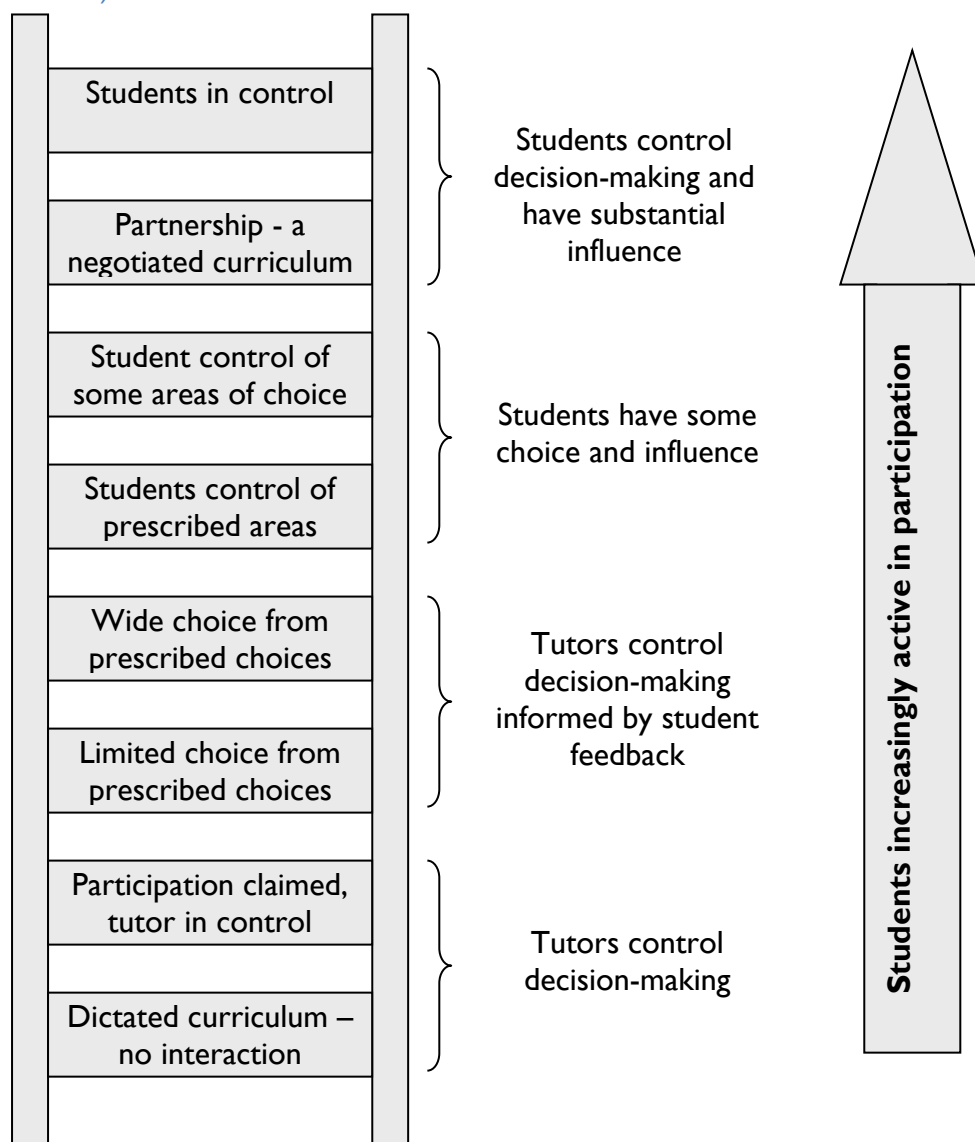 Students in control
Partnership - a
negotiated curriculum
Students control
decision-making and
have substantial
influence
Student control of
some areas of choice
Students control of
prescribed areas
Students have some
choice and influence
Wide choice from
prescribed choices
Limited choice from
prescribed choices
Tutors control
decision-making
informed by student
feedback
Participation claimed,
tutor in control
Dictated curriculum –
no interaction
Tutors control
decision-making
Students increasingly active in participation